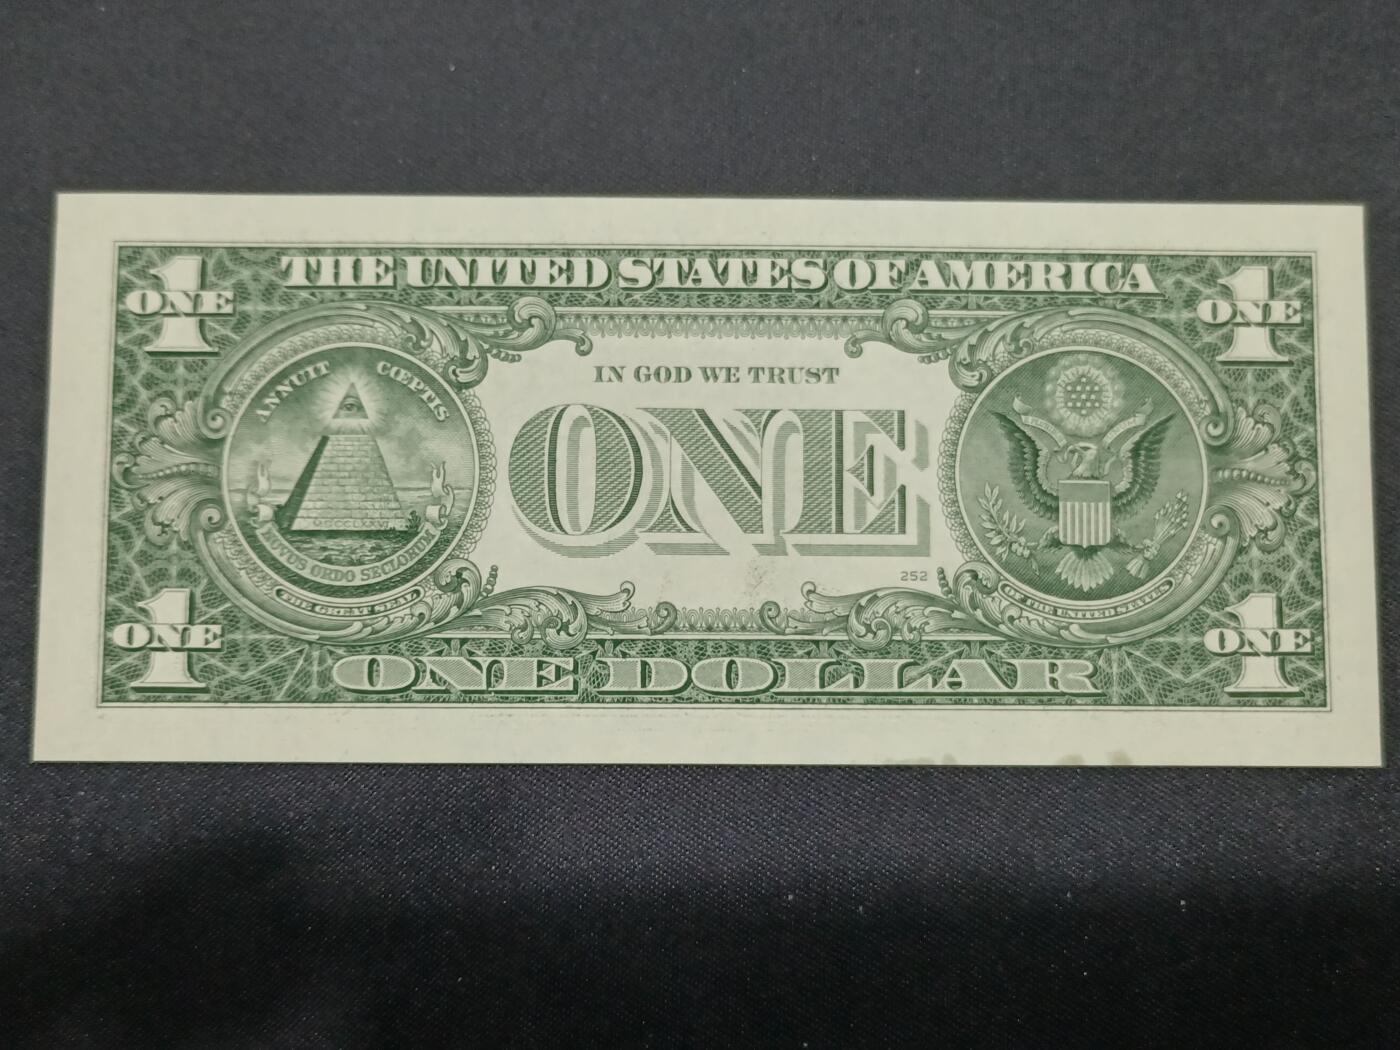 THE UNITED STATES OF AMERICA
ONE
1
ONE
1
IN GOD WE TRUST
ANNUIT CŒPTIS
ONE
MDCCLXXVI
NOVUS ORDO SECLORUM
252
THE GREAT SEAL
OF THE UNITED STATES
ONE
1
ONE
1
ONE DOLLAR